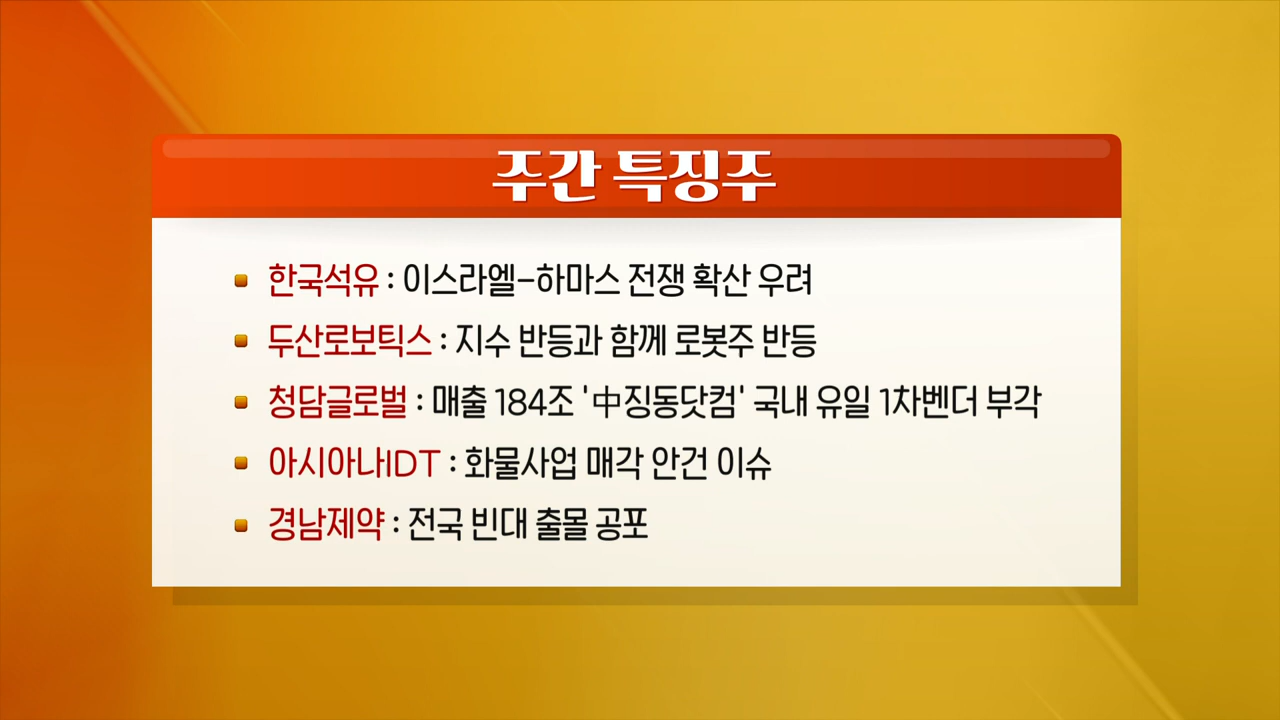 주간 특징주
한국석유 : 이스라엘-하마스 전쟁 확산 우려
두산로보틱스 : 지수 반등과 함께 로봇주 반등
청담글로벌 : 매출 184조 '中징동닷컴' 국내 유일 1차벤더 부각
아시아나IDT : 화물사업 매각 안건 이슈
경남제약 : 전국 빈대 출몰 공포